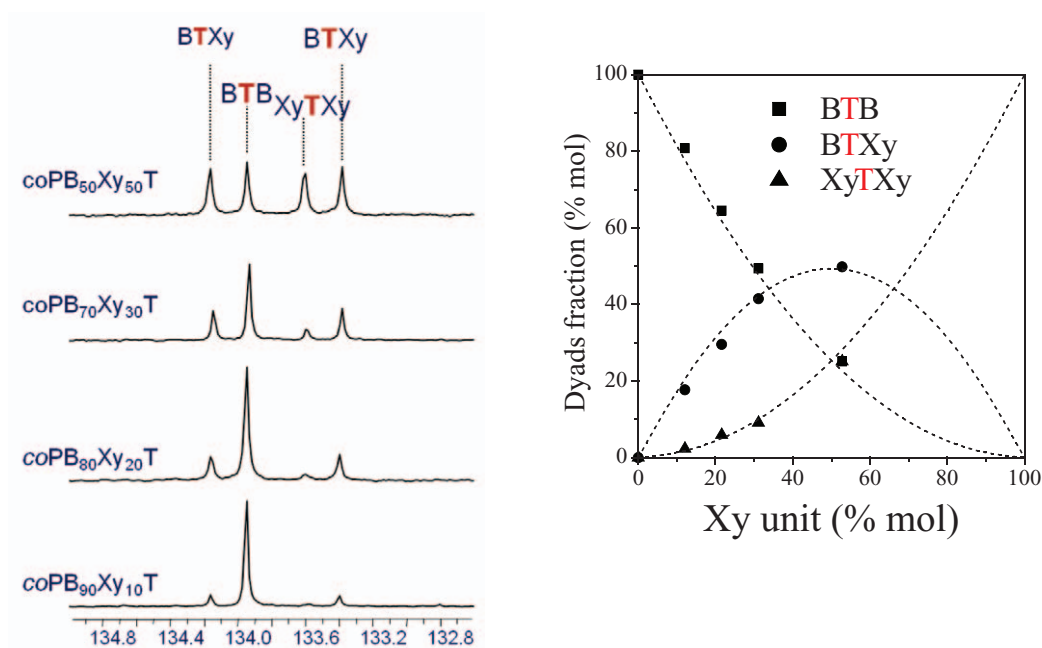 BTXy BTXy
BTB XyTXy
coPB50Xy50T
coPB70Xy30T
coPB80Xy20T
coPB90Xy10T
134.8 134.4 134.0 133.6 133.2 132.8
100
80
60
40
20
0
Dyads fraction (% mol)
BTB
BTXy
XyTXy
0 20 40 60 80 100
Xy unit (% mol)